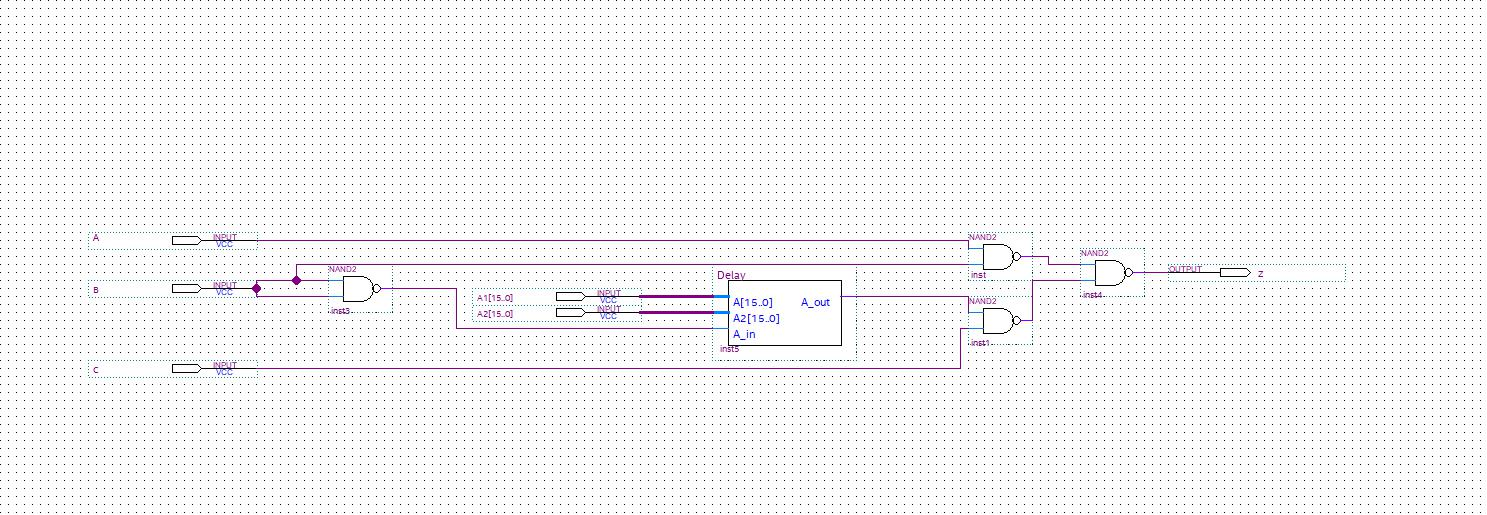 A
INPUT
VCC
NAND2
inst
NAND2
inst4
OUTPUT
Z
B
INPUT
VCC
NAND2
inst3
A1[15..0]
INPUT
VCC
A2[15..0]
INPUT
VCC
Delay
A[15..0]
A_out
A2[15..0]
A_in
inst5
NAND2
inst1
C
INPUT
VCC